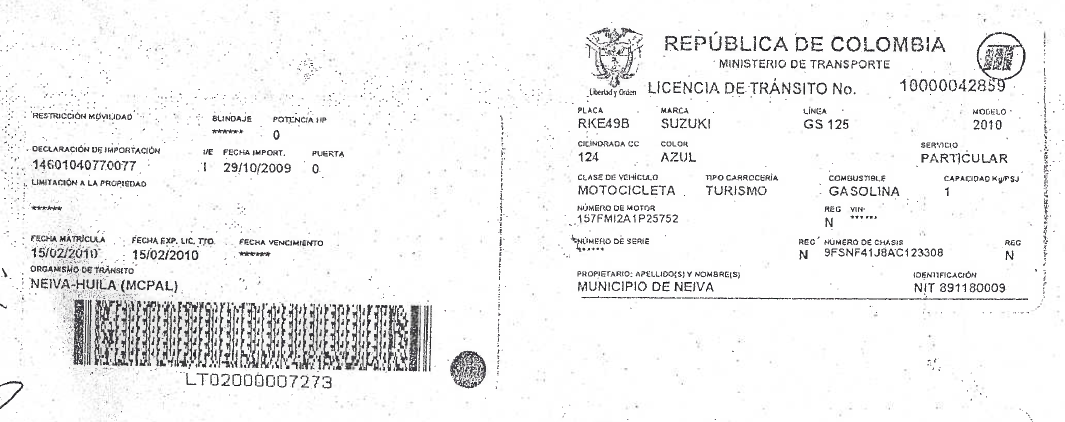 RESTRICCIÓN MOVILIDAD BLINDAJE POTENCIA HP
****** 0
DECLARACIÓN DE IMPORTACIÓN I/E FECHA IMPORT. PUERTA
14601040770077 I 29/10/2009 0
LIMITACIÓN A LA PROPIEDAD
******
FECHA MATRÍCULA FECHA EXP. LIC. TTO. FECHA VENCIMIENTO
15/02/2010 15/02/2010 ******
ORGANISMO DE TRÁNSITO
NEIVA-HUILA (MCPAL)
LT02000007273
REPÚBLICA DE COLOMBIA
MINISTERIO DE TRANSPORTE
Libertad y Orden
LICENCIA DE TRÁNSITO No. 10000042859
PLACA MARCA LÍNEA MODELO
RKE49B SUZUKI GS 125 2010
CILINDRADA CC COLOR SERVICIO
124 AZUL PARTICULAR
CLASE DE VEHÍCULO TIPO CARROCERÍA COMBUSTIBLE CAPACIDAD Kg/PSJ
MOTOCICLETA TURISMO GASOLINA 1
NÚMERO DE MOTOR REG VIN
157FMI2A1P25752 N ******
NÚMERO DE SERIE REG NÚMERO DE CHASIS REG
****** N 9FSNF41J8AC123308 N
PROPIETARIO: APELLIDO(S) Y NOMBRE(S) IDENTIFICACIÓN
MUNICIPIO DE NEIVA NIT 891180009